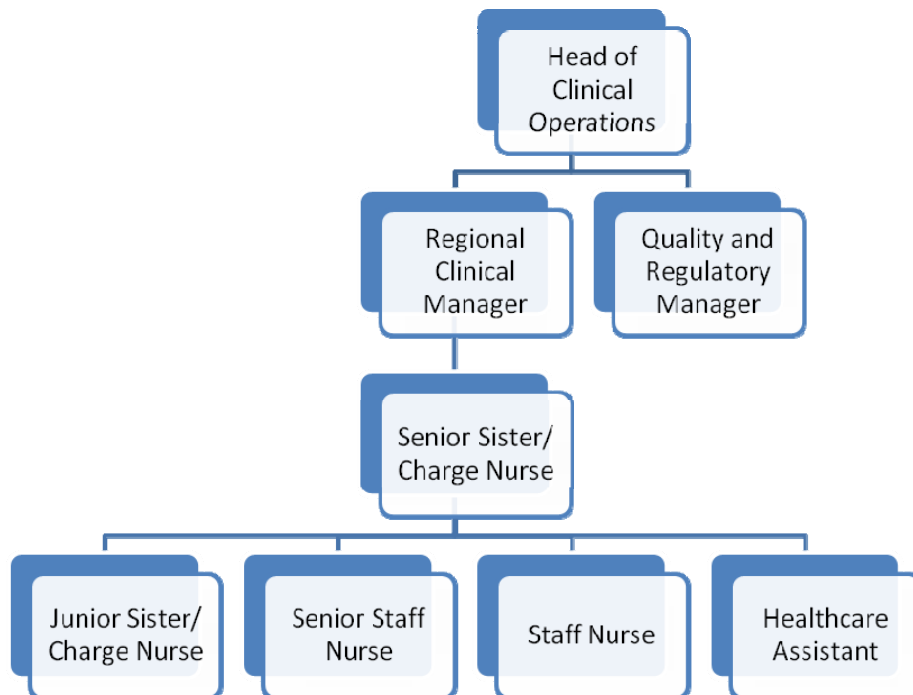 Head of
Clinical
Operations
Regional
Clinical
Manager
Quality and
Regulatory
Manager
Senior Sister/
Charge Nurse
Junior Sister/
Charge Nurse
Senior Staff
Nurse
Staff Nurse
Healthcare
Assistant